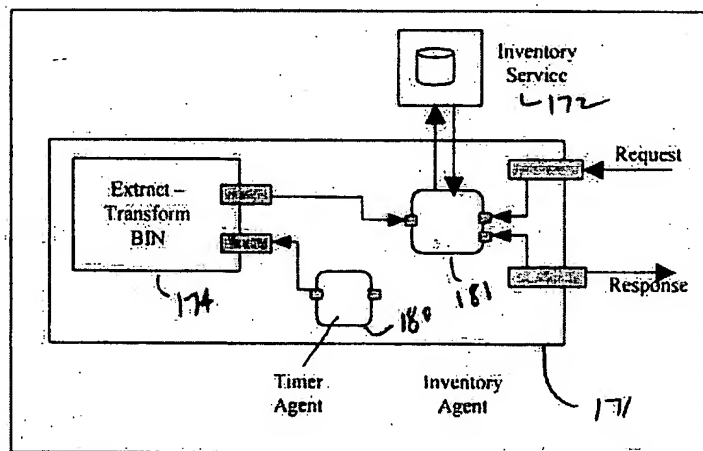 Inventory
Service
172
Request
Extract –
Transform
BIN
174
181
Response
180
Timer
Agent
Inventory
Agent
171